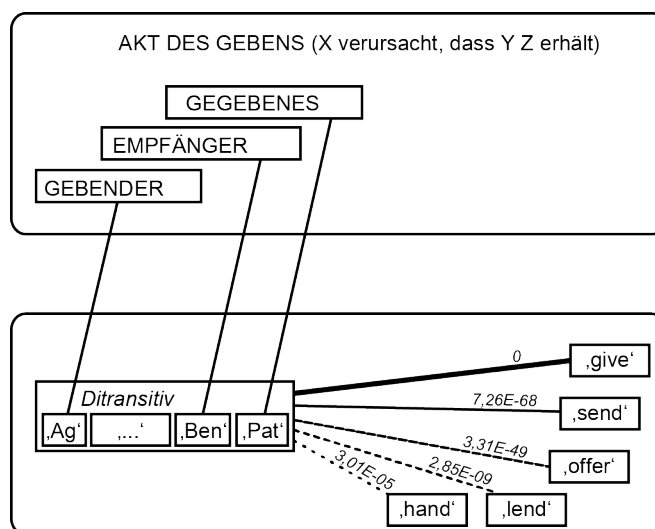 AKT DES GEBENS (X verursacht, dass Y Z erhält)
GEGEBENES
EMPFÄNGER
GEBENDER
0
‚give‘
Ditransitiv
7,26E-68
‚send‘
‚Ag‘ ‚...‘ ‚Ben‘ ‚Pat‘
3,31E-49
‚offer‘
3,01E-05
2,85E-09
‚hand‘ ‚lend‘